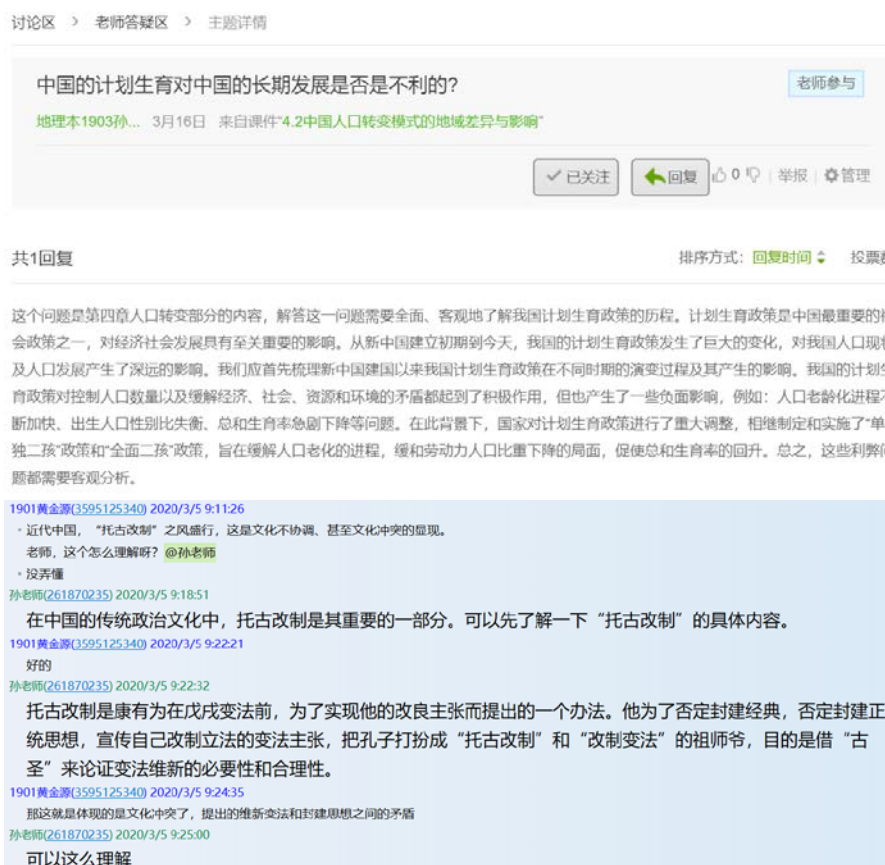 讨论区 > 老师答疑区 > 主题详情
中国的计划生育对中国的长期发展是否是不利的?
老师参与
地理本1903孙... 3月16日 来自课件“4.2中国人口转变模式的地域差异与影响”
已关注 回复 0 举报 管理
共1回复
排序方式: 回复时间 投票
这个问题是第四章人口转变部分的内容，解答这一问题需要全面、客观地了解我国计划生育政策的历程。计划生育政策是中国最重要的
会政策之一，对经济社会发展具有至关重要的影响。从新中国建立初期到今天，我国的计划生育政策发生了巨大的变化，对我国人口现
及人口发展产生了深远的影响。我们应首先梳理新中国建国以来我国计划生育政策在不同时期的演变过程及其产生的影响。我国的计划
育政策对控制人口数量以及缓解经济、社会、资源和环境的矛盾都起到了积极作用，但也产生了一些负面影响，例如：人口老龄化进程
断加快、出生人口性别比失衡、总和生育率急剧下降等问题。在此背景下，国家对计划生育政策进行了重大调整，相继制定和实施了“单
独二孩”政策和“全面二孩”政策，旨在缓解人口老化的进程，缓和劳动力人口比重下降的局面，促使总和生育率的回升。总之，这些利弊
题都需要客观分析。
1901黄金源(3595125340) 2020/3/5 9:11:26
· 近代中国，“托古改制”之风盛行，这是文化不协调、甚至文化冲突的显现。
老师，这个怎么理解呀？@孙老师
· 没弄懂
孙老师(261870235) 2020/3/5 9:18:51
在中国的传统政治文化中，托古改制是其重要的一部分。可以先了解一下“托古改制”的具体内容。
1901黄金源(3595125340) 2020/3/5 9:22:21
好的
孙老师(261870235) 2020/3/5 9:22:32
托古改制是康有为在戊戌变法前，为了实现他的改良主张而提出的一个办法。他为了否定封建经典，否定封建正
统思想，宣传自己改制立法的变法主张，把孔子打扮成“托古改制”和“改制变法”的祖师爷，目的是借“古
圣”来论证变法维新的必要性和合理性。
1901黄金源(3595125340) 2020/3/5 9:24:35
那这就是体现的是文化冲突了，提出的维新变法和封建思想之间的矛盾
孙老师(261870235) 2020/3/5 9:25:00
可以这么理解